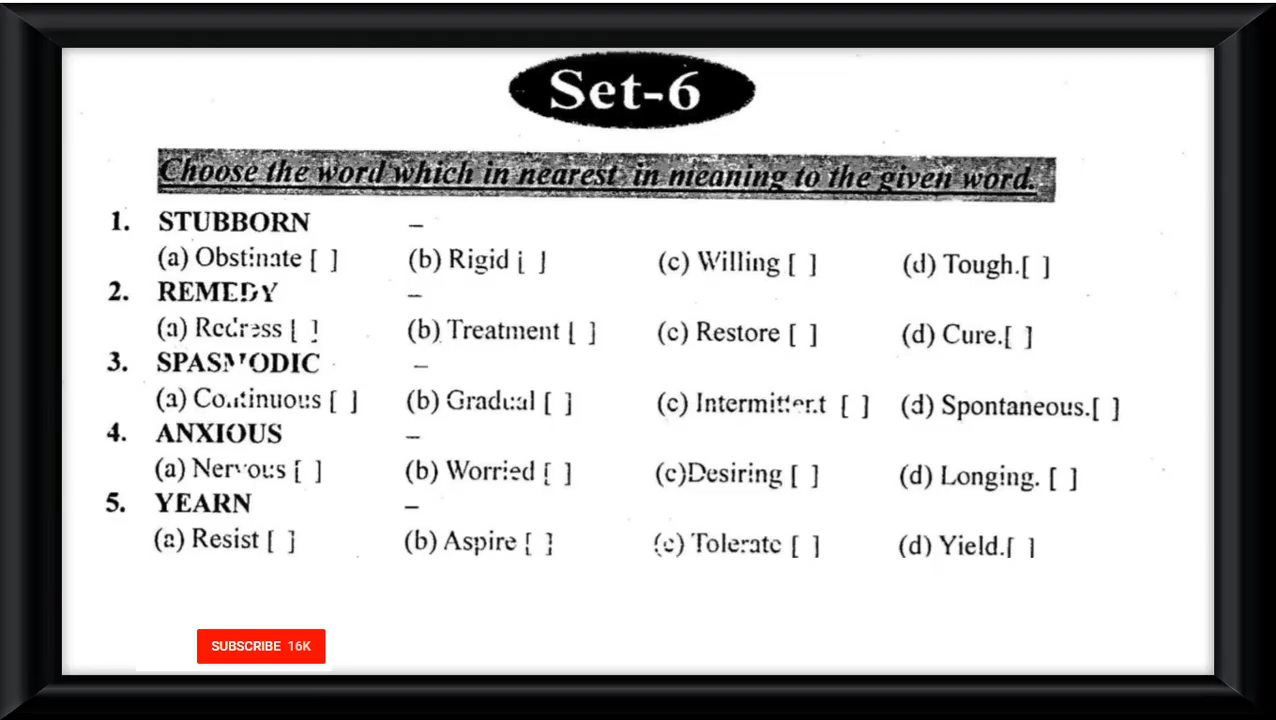 Set-6
Choose the word which in nearest in meaning to the given word.
1. STUBBORN –
(a) Obstinate [ ] (b) Rigid [ ] (c) Willing [ ] (d) Tough.[ ]
2. REMEDY –
(a) Redress [ ] (b) Treatment [ ] (c) Restore [ ] (d) Cure.[ ]
3. SPASMODIC –
(a) Continuous [ ] (b) Gradual [ ] (c) Intermittent [ ] (d) Spontaneous.[ ]
4. ANXIOUS –
(a) Nervous [ ] (b) Worried [ ] (c)Desiring [ ] (d) Longing. [ ]
5. YEARN –
(a) Resist [ ] (b) Aspire [ ] (c) Tolerate [ ] (d) Yield.[ ]
SUBSCRIBE 16K